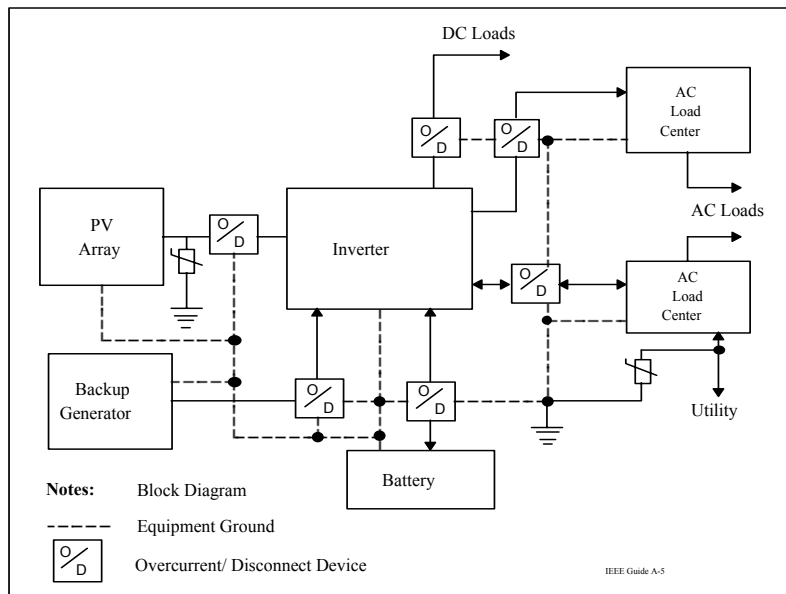 DC Loads
O/D
O/D
AC
Load
Center
AC Loads
PV
Array
O/D
Inverter
O/D
AC
Load
Center
Backup
Generator
O/D
O/D
Utility
Battery
Notes: Block Diagram
Equipment Ground
O/D Overcurrent/ Disconnect Device
IEEE Guide A-5